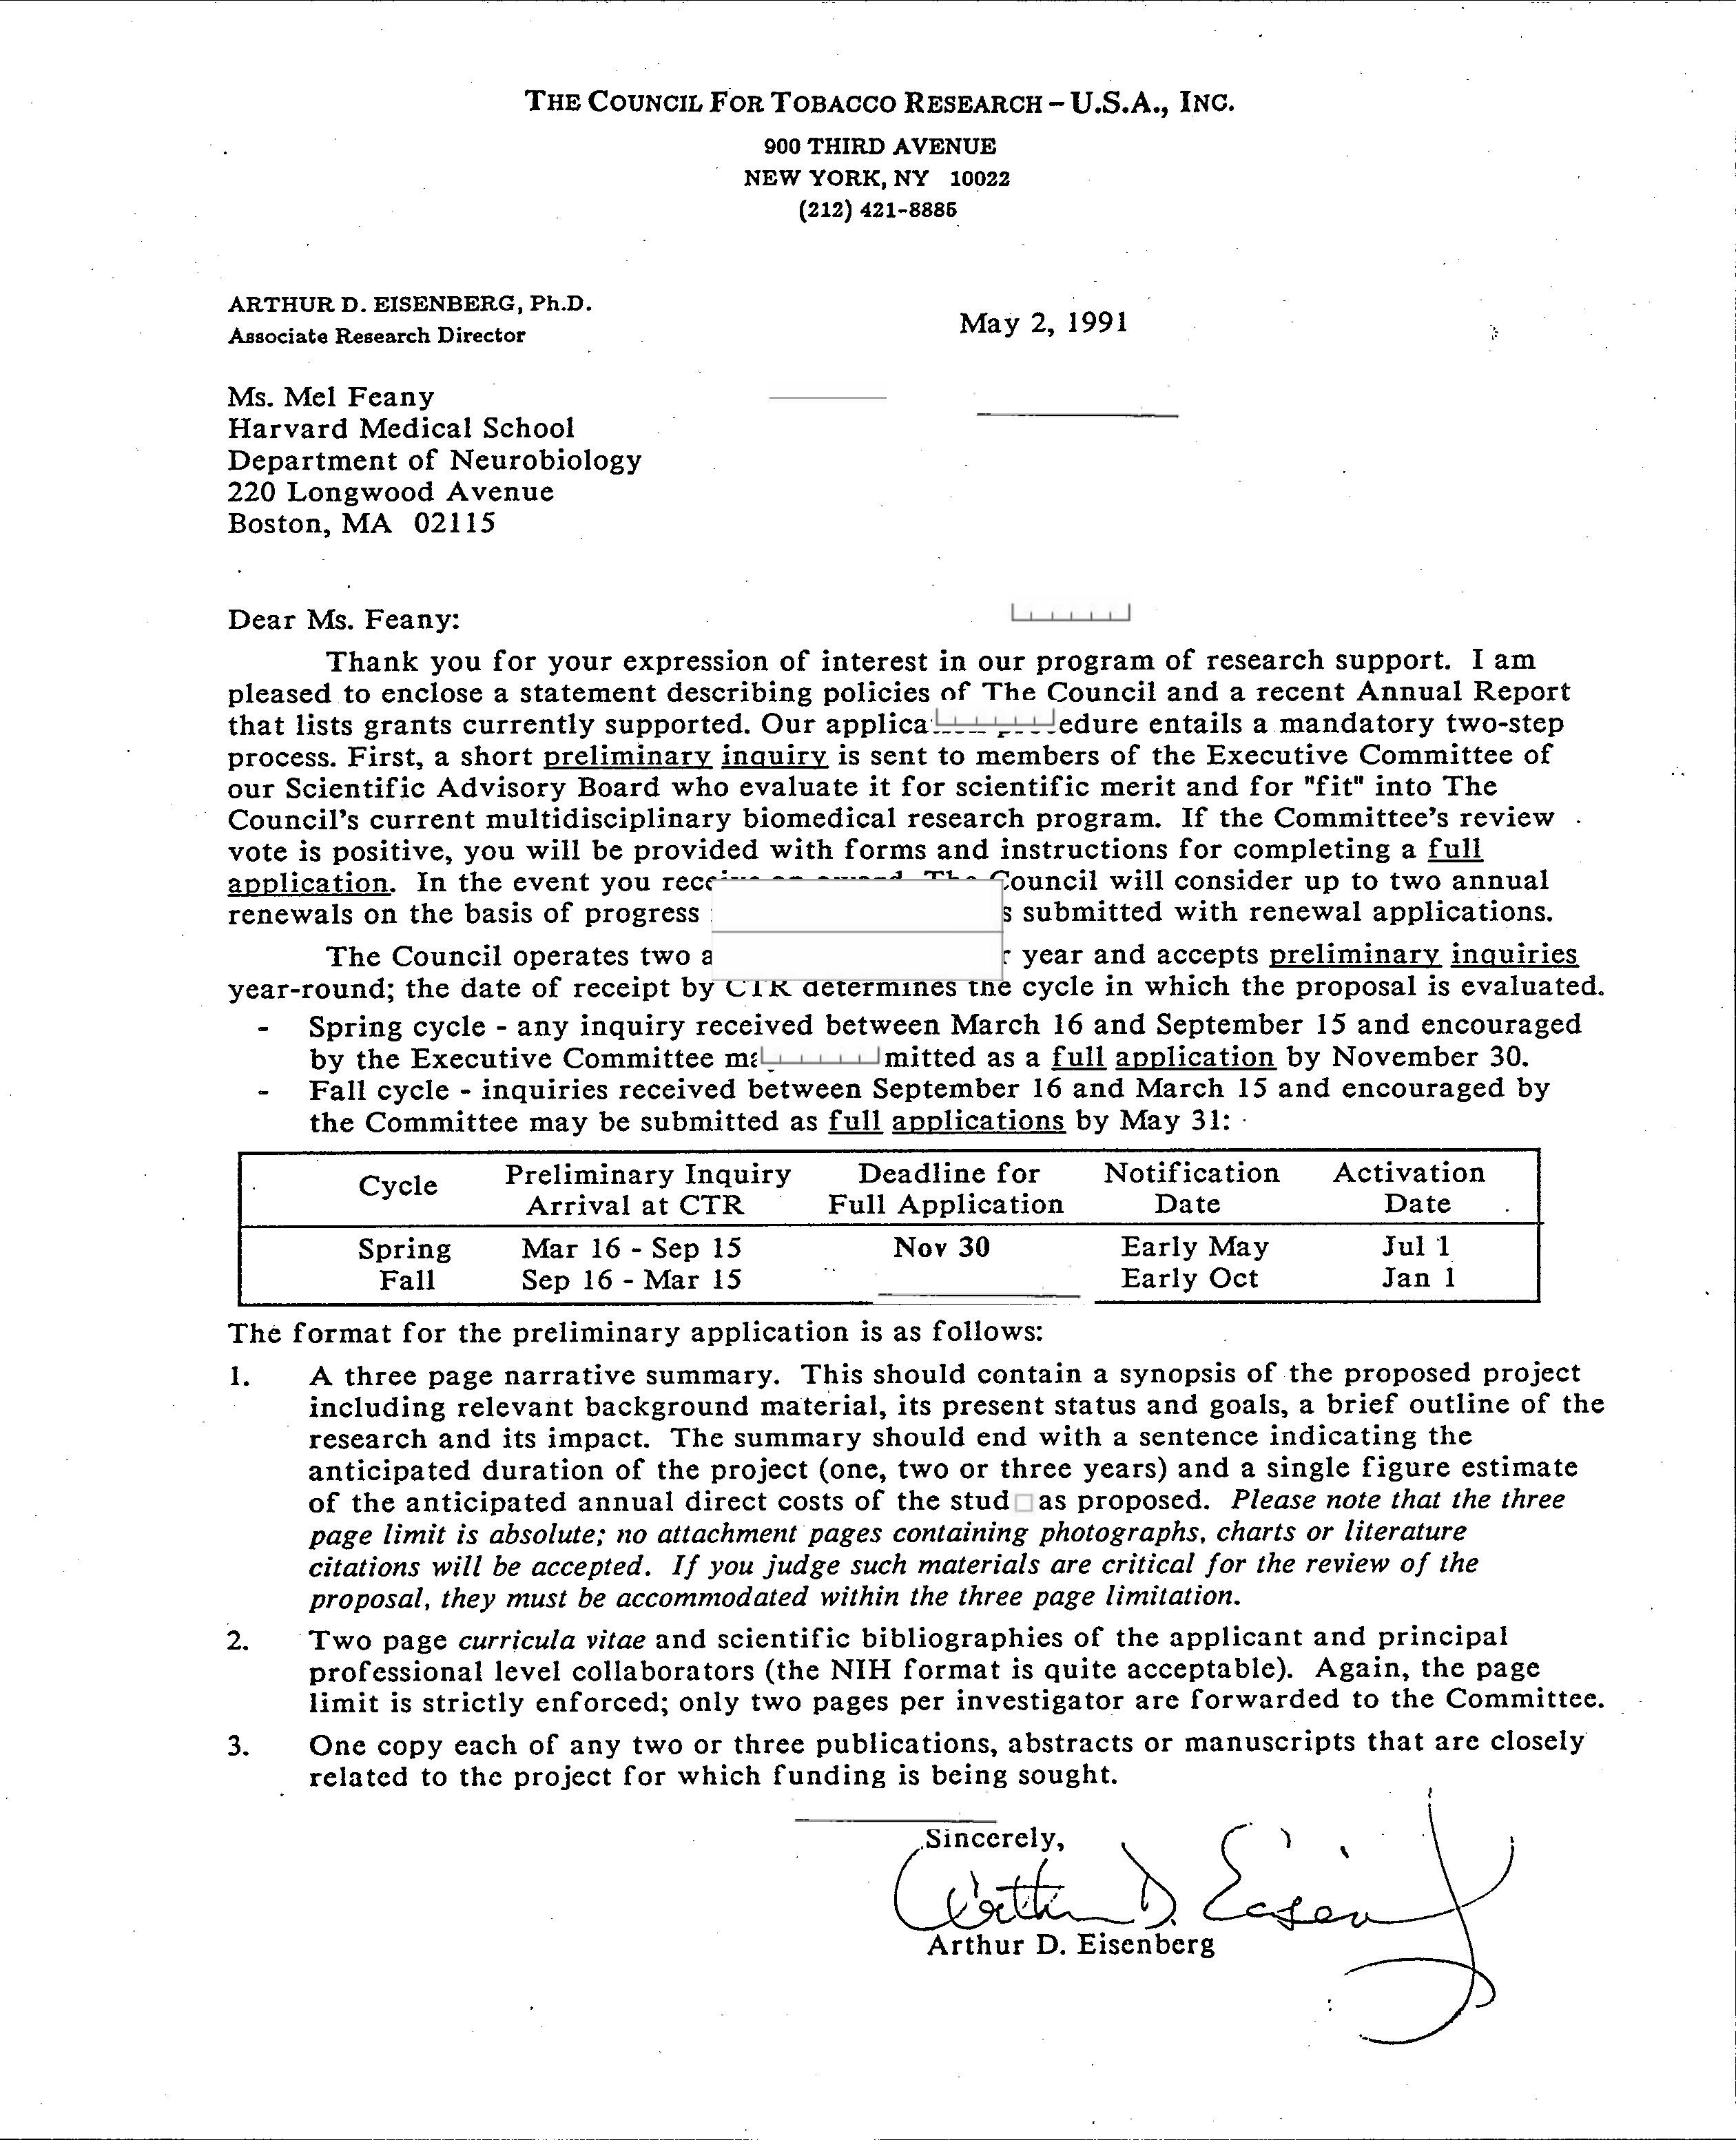 THE COUNCIL FOR TOBACCO RESEARCH – U.S.A., INC.
900 THIRD AVENUE
NEW YORK, NY 10022
(212) 421-8885
ARTHUR D. EISENBERG, Ph.D.
Associate Research Director
May 2, 1991
Ms. Mel Feany
Harvard Medical School
Department of Neurobiology
220 Longwood Avenue
Boston, MA 02115
Dear Ms. Feany:
Thank you for your expression of interest in our program of research support. I am
pleased to enclose a statement describing policies of The Council and a recent Annual Report
that lists grants currently supported. Our entails a mandatory two-step
process. First, a short preliminary inquiry is sent to members of the Executive Committee of
our Scientific Advisory Board who evaluate it for scientific merit and for "fit" into The
Council's current multidisciplinary biomedical research program. If the Committee's review
vote is positive, you will be provided with forms and instructions for completing a full
application. In the event you The Council will consider up to two annual
renewals on the basis of progress submitted with renewal applications.
The Council operates two year and accepts preliminary inquiries
year-round; the date of receipt by CTR determines the cycle in which the proposal is evaluated.
- Spring cycle - any inquiry received between March 16 and September 15 and encouraged
by the Executive Committee as a full application by November 30.
- Fall cycle - inquiries received between September 16 and March 15 and encouraged by
the Committee may be submitted as full applications by May 31:
Cycle Preliminary Inquiry Arrival at CTR Deadline for Full Application Notification Date Activation Date
Spring Mar 16 - Sep 15 Nov 30 Early May Jul 1
Fall Sep 16 - Mar 15 Early Oct Jan 1
The format for the preliminary application is as follows:
1. A three page narrative summary. This should contain a synopsis of the proposed project
including relevant background material, its present status and goals, a brief outline of the
research and its impact. The summary should end with a sentence indicating the
anticipated duration of the project (one, two or three years) and a single figure estimate
of the anticipated annual direct costs of the as proposed. Please note that the three
page limit is absolute; no attachment pages containing photographs, charts or literature
citations will be accepted. If you judge such materials are critical for the review of the
proposal, they must be accommodated within the three page limitation.
2. Two page curricula vitae and scientific bibliographies of the applicant and principal
professional level collaborators (the NIH format is quite acceptable). Again, the page
limit is strictly enforced; only two pages per investigator are forwarded to the Committee.
3. One copy each of any two or three publications, abstracts or manuscripts that are closely
related to the project for which funding is being sought.
Sincerely,
Arthur D. Eisenberg
Arthur D. Eisenberg